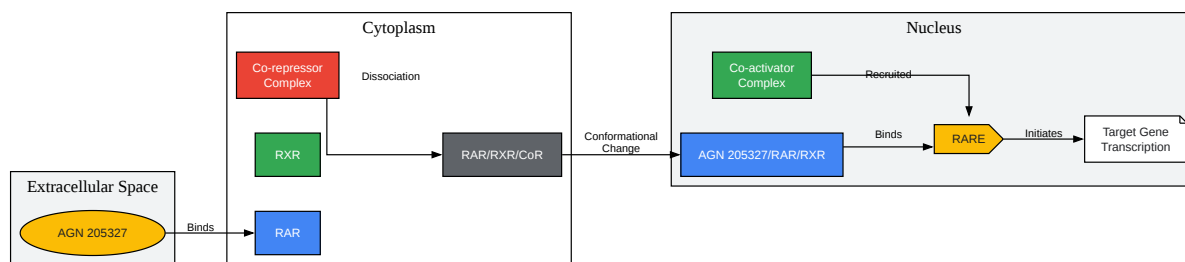 Extracellular Space
AGN 205327
Binds
Cytoplasm
Co-repressor
Complex
Dissociation
RXR
RAR/RXR/CoR
RAR
Conformational
Change
Nucleus
Co-activator
Complex
Recruited
AGN 205327/RAR/RXR
Binds
RARE
Initiates
Target Gene
Transcription